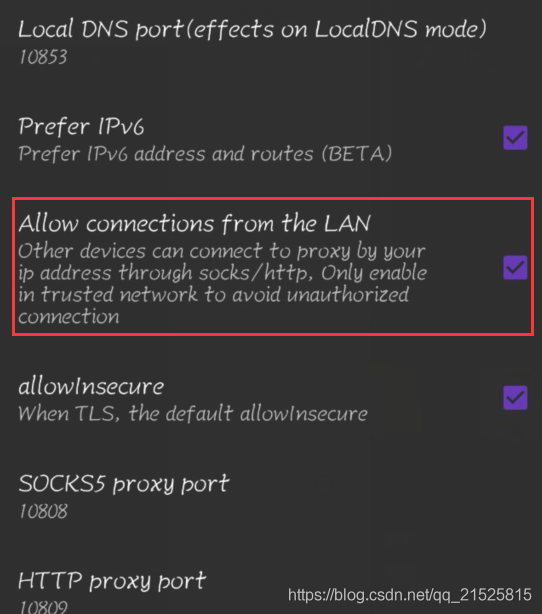 Local DNS port(effects on LocalDNS mode)
10853
Prefer IPv6
Prefer IPv6 address and routes (BETA)
Allow connections from the LAN
Other devices can connect to proxy by your
ip address through socks/http, Only enable
in trusted network to avoid unauthorized
connection
allowInsecure
When TLS, the default allowInsecure
SOCKS5 proxy port
10808
HTTP proxy port
10809
https://blog.csdn.net/qq_21525815